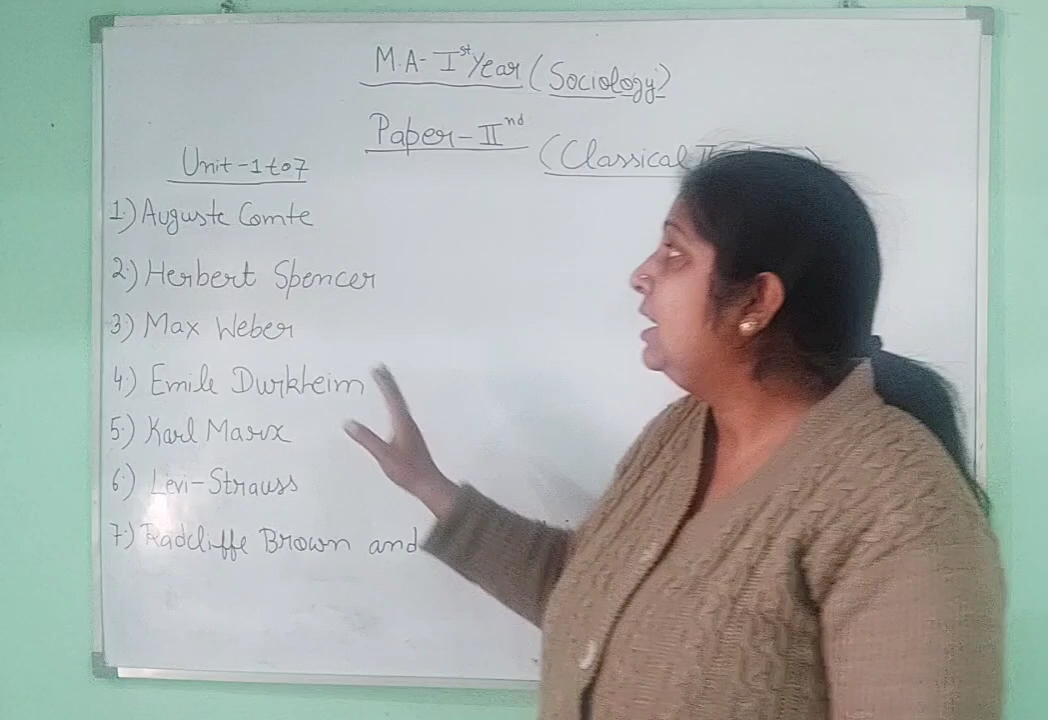 M.A- Ist Year (Sociology)
Paper-IInd
(Classical
Unit-1 to 7
1.) Auguste Comte
2.) Herbert Spencer
3) Max Weber
4.) Emile Durkheim
5.) Karl Marx
6.) Levi-Strauss
7.) Radcliffe Brown and